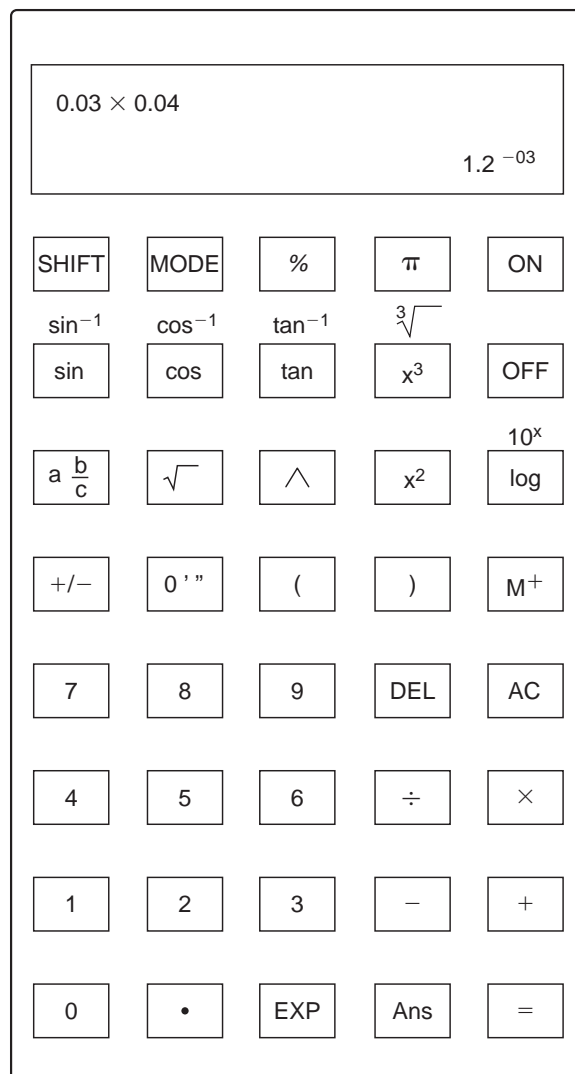 0.03 × 0.04
1.2 ⁻⁰³
SHIFT MODE % π ON
sin⁻¹ cos⁻¹ tan⁻¹ ³√
sin cos tan x³ OFF
10ˣ
a b/c √ ∧ x² log
+/− 0 ’ ” ( ) M⁺
7 8 9 DEL AC
4 5 6 ÷ ×
1 2 3 − +
0 • EXP Ans =